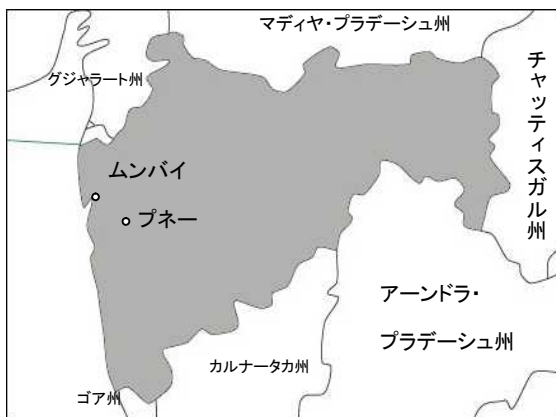 マディヤ・プラデーシュ州
グジャラート州
チャッティスガル州
ムンバイ
プネー
アーンドラ・
プラデーシュ州
カルナータカ州
ゴア州